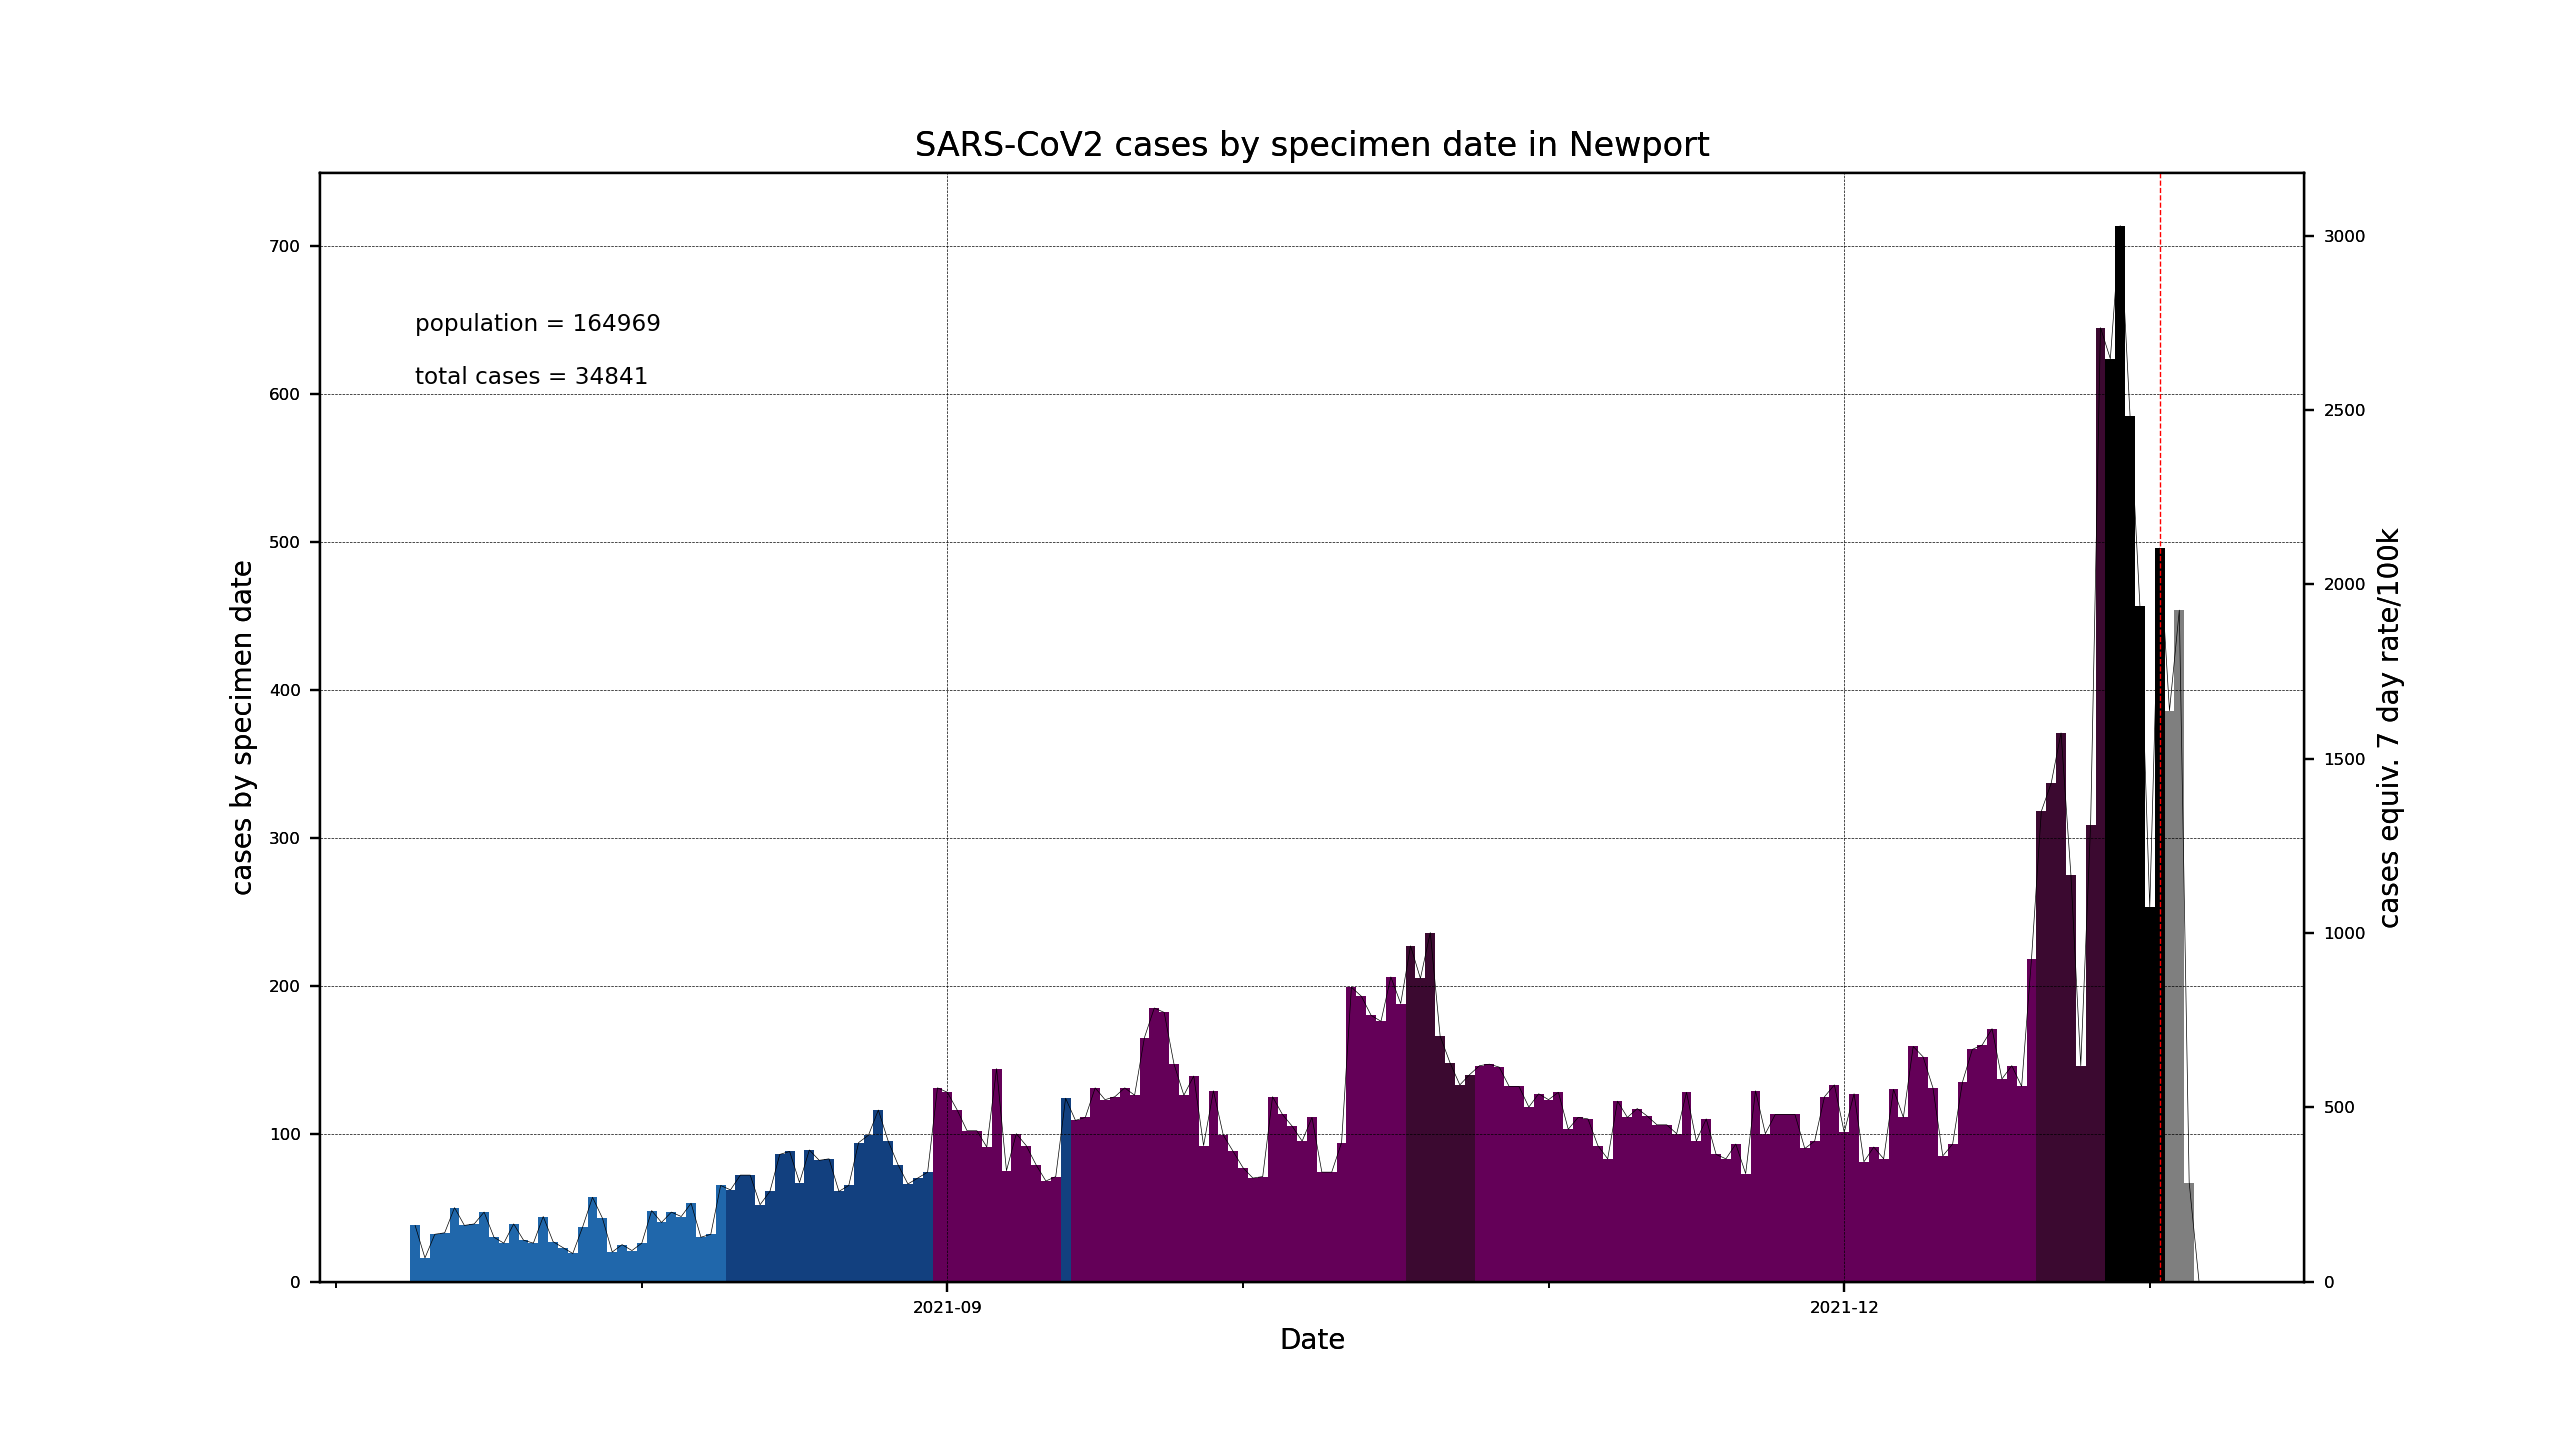 SARS-CoV2 cases by specimen date in Newport
population = 164969
total cases = 34841
cases by specimen date
700
600
500
400
300
200
100
0
3000
2500
2000
1500
1000
500
0
cases equiv. 7 day rate/100k
2021-09
2021-12
Date